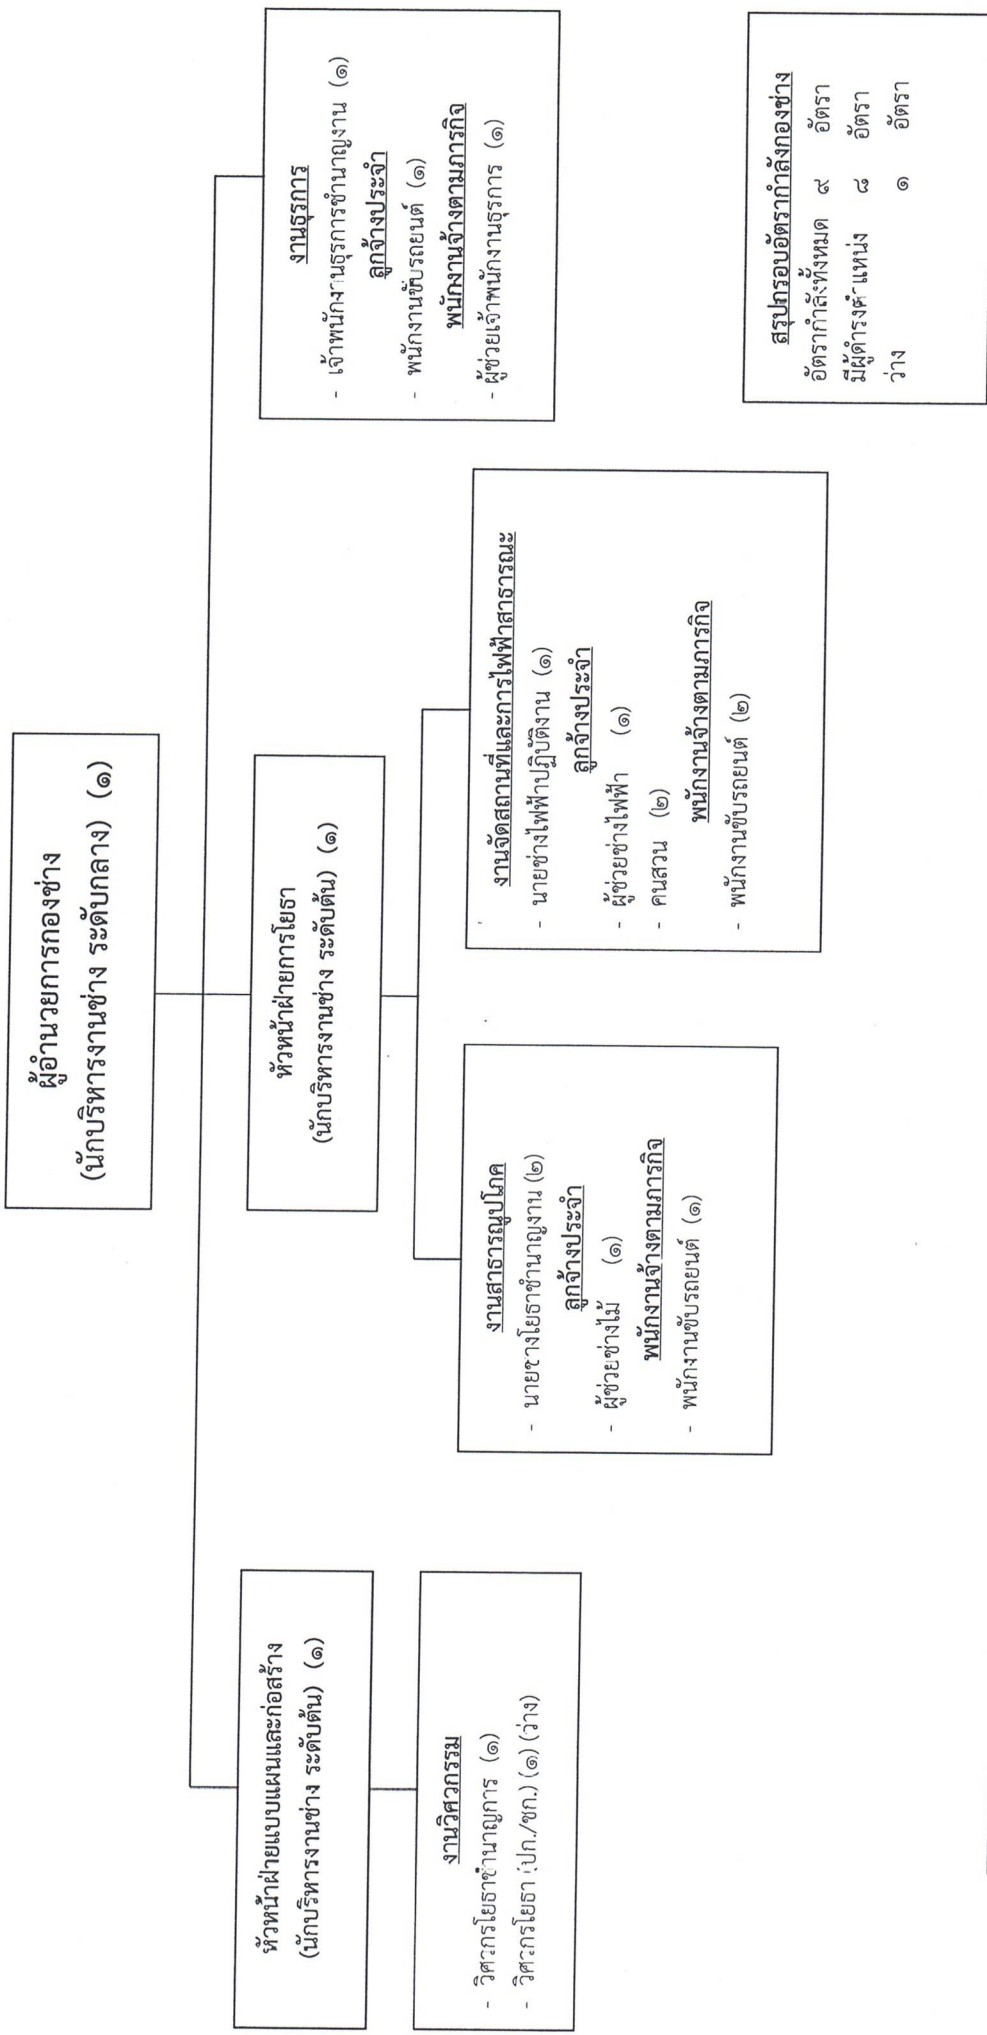 ผู้อำนวยการกองช่าง
(นักบริหารงานช่าง ระดับกลาง) (๑)
หัวหน้าฝ่ายแบบแผนและก่อสร้าง
(นักบริหารงานช่าง ระดับต้น) (๑)
งานวิศวกรรม
- วิศวกรโยธาชำนาญการ (๑)
- วิศวกรโยธา (ปก./ชก.) (๑) (ว่าง)
หัวหน้าฝ่ายการโยธา
(นักบริหารงานช่าง ระดับต้น) (๑)
งานสาธารณูปโภค
- นายช่างโยธาชำนาญงาน (๒)
ลูกจ้างประจำ
- ผู้ช่วยช่างไม้ (๑)
พนักงานจ้างตามภารกิจ
- พนักงานขับรถยนต์ (๑)
งานจัดสถานที่และการไฟฟ้าสาธารณะ
- นายช่างไฟฟ้าปฏิบัติงาน (๑)
ลูกจ้างประจำ
- ผู้ช่วยช่างไฟฟ้า (๑)
- คนสวน (๒)
พนักงานจ้างตามภารกิจ
- พนักงานขับรถยนต์ (๒)
งานธุรการ
- เจ้าพนักงานธุรการชำนาญงาน (๑)
ลูกจ้างประจำ
- พนักงานขับรถยนต์ (๑)
พนักงานจ้างตามภารกิจ
- ผู้ช่วยเจ้าพนักงานธุรการ (๑)
สรุปกรอบอัตรากำลังกองช่าง
อัตรากำลังทั้งหมด ๙ อัตรา
มีผู้ดำรงตำแหน่ง ๘ อัตรา
ว่าง ๑ อัตรา